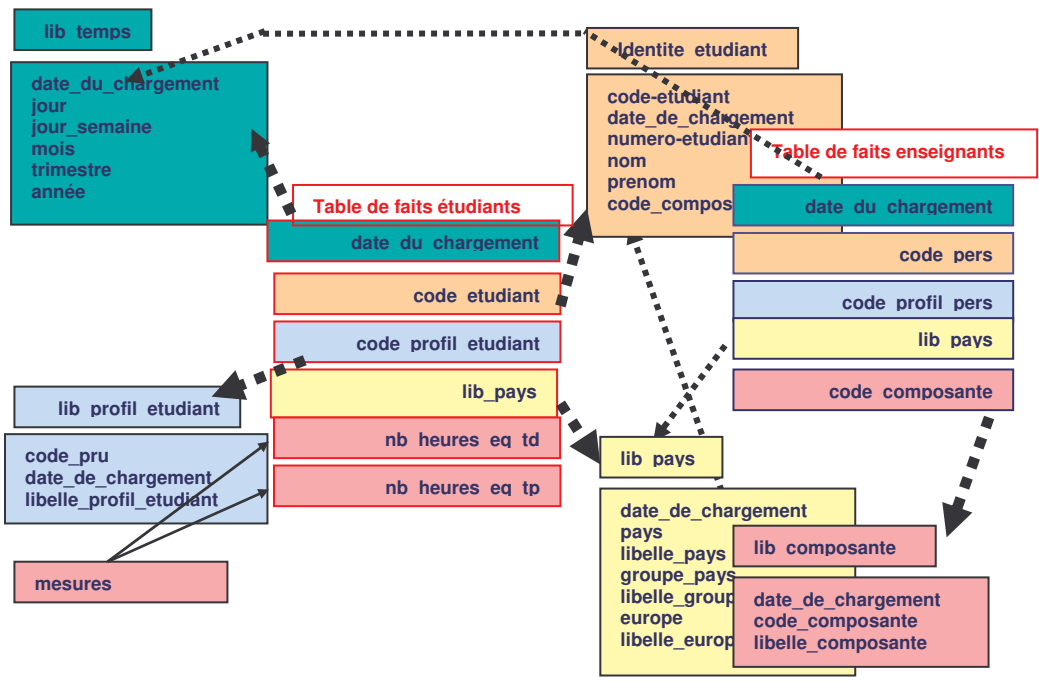 lib_temps
date_du_chargement
jour
jour_semaine
mois
trimestre
année
Identite_etudiant
code-etudiant
date_de_chargement
numero-etudian
nom
prenom
code_compos
Table de faits enseignants
date_du_chargement
code_pers
code_profil_pers
lib_pays
code_composante
Table de faits étudiants
date_du_chargement
code_etudiant
code_profil_etudiant
lib_pays
nb_heures_eq_td
nb_heures_eq_tp
lib_profil_etudiant
code_pru
date_de_chargement
libelle_profil_etudiant
mesures
lib_pays
date_de_chargement
pays
libelle_pays
groupe_pays
libelle_group
europe
libelle_europ
lib_composante
date_de_chargement
code_composante
libelle_composante